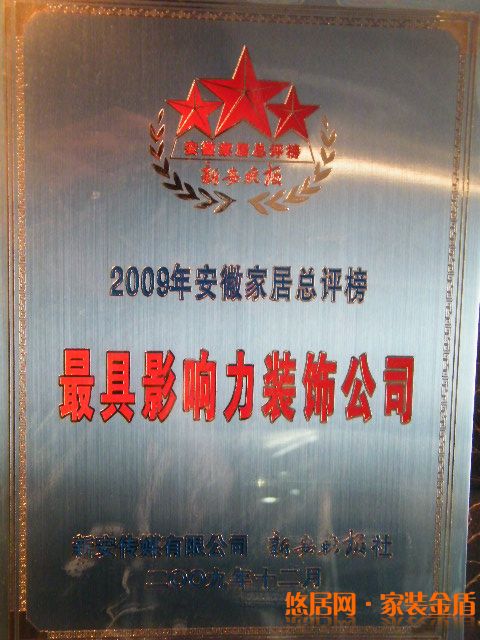 安徽家居总评榜
新安晚报
2009年安徽家居总评榜
最具影响力装饰公司
新安传媒有限公司 新安晚报社
二〇〇九年十二月
悠居网·家装金盾